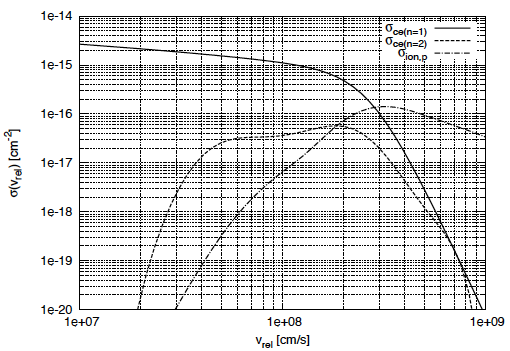 1e-14
1e-15
1e-16
1e-17
1e-18
1e-19
1e-20
σ(v_rel) [cm^-2]
σ_ce(n=1)
σ_ce(n=2)
σ_ion,p
1e+07 1e+08 1e+09
v_rel [cm/s]